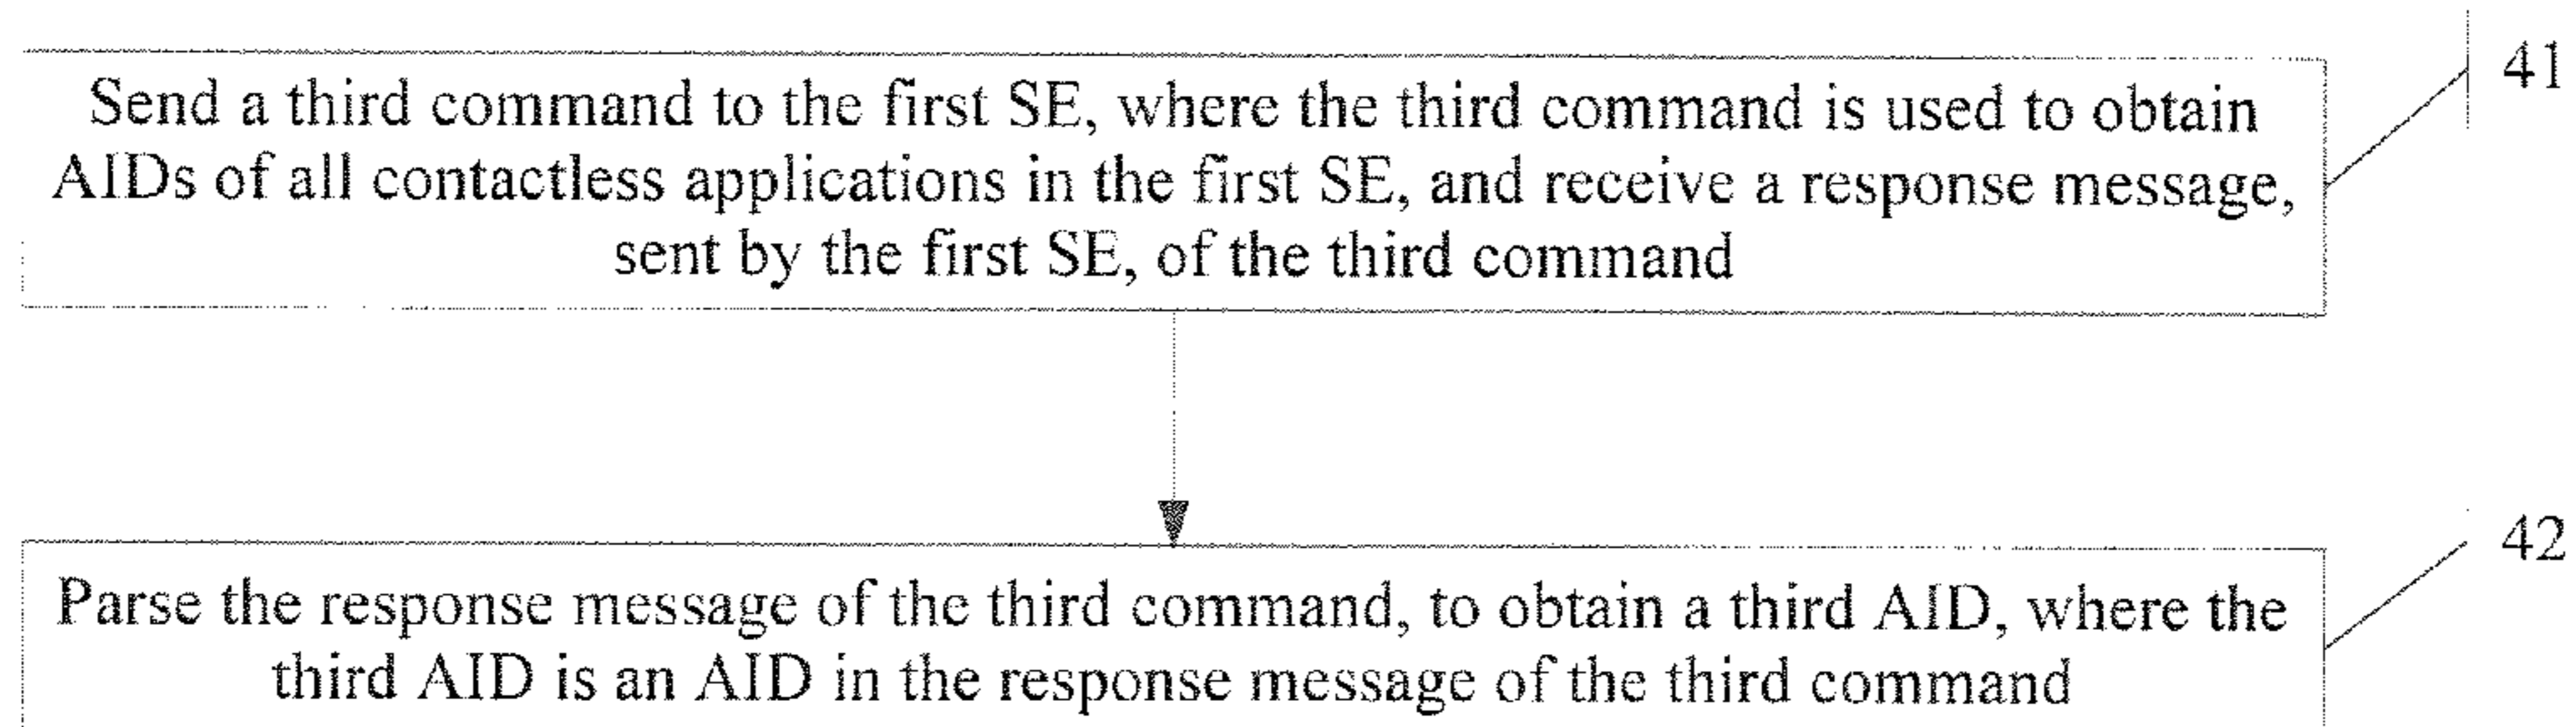 41
Send a third command to the first SE, where the third command is used to obtain
AIDs of all contactless applications in the first SE, and receive a response message,
sent by the first SE, of the third command
42
Parse the response message of the third command, to obtain a third AID, where the
third AID is an AID in the response message of the third command